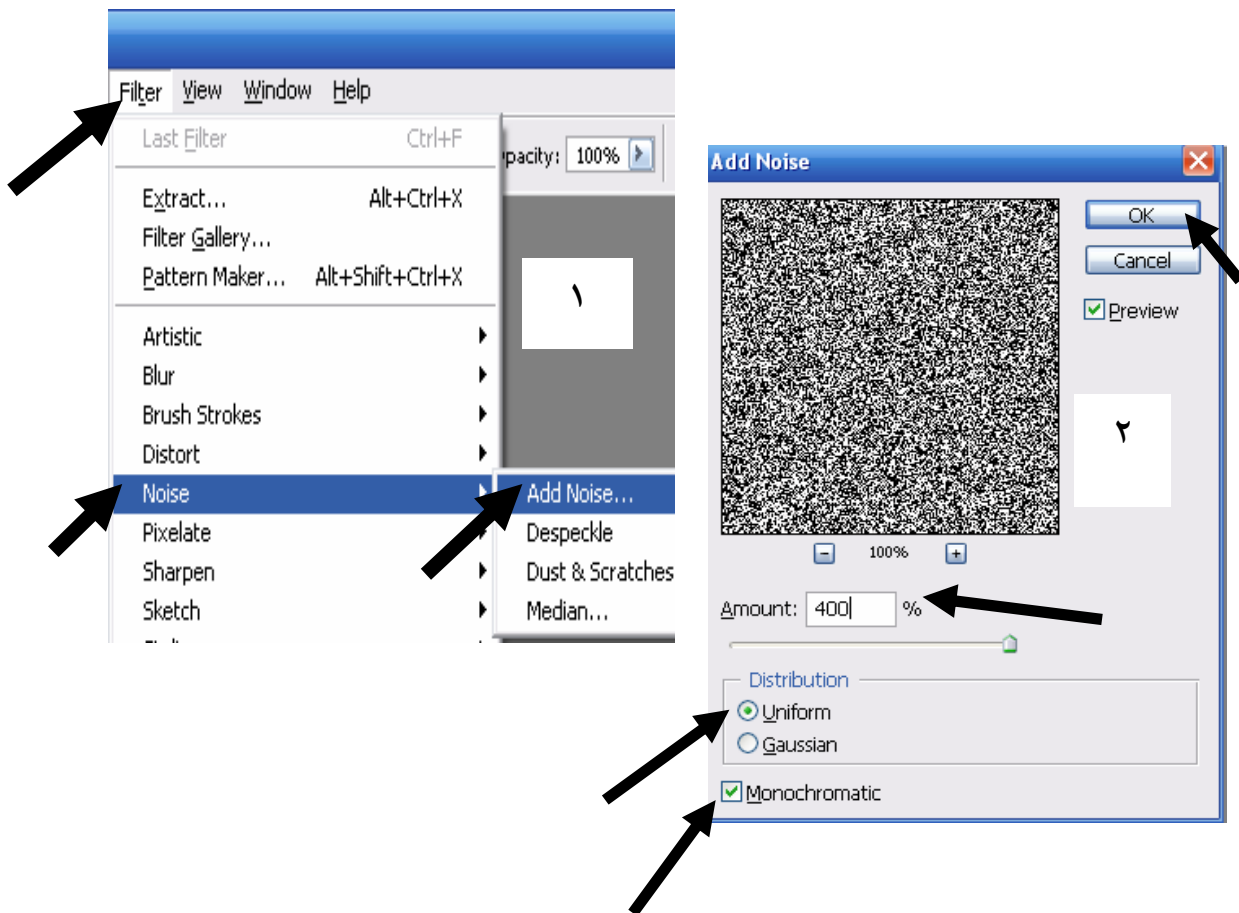 Filter View Window Help
Last Filter Ctrl+F
pacity: 100%
Extract... Alt+Ctrl+X
Filter Gallery...
Pattern Maker... Alt+Shift+Ctrl+X
١
Artistic
Blur
Brush Strokes
Distort
Noise
Add Noise...
Pixelate
Despeckle
Sharpen
Dust & Scratches
Sketch
Median...
Add Noise
OK
Cancel
Preview
٢
100%
Amount: 400 %
Distribution
Uniform
Gaussian
Monochromatic